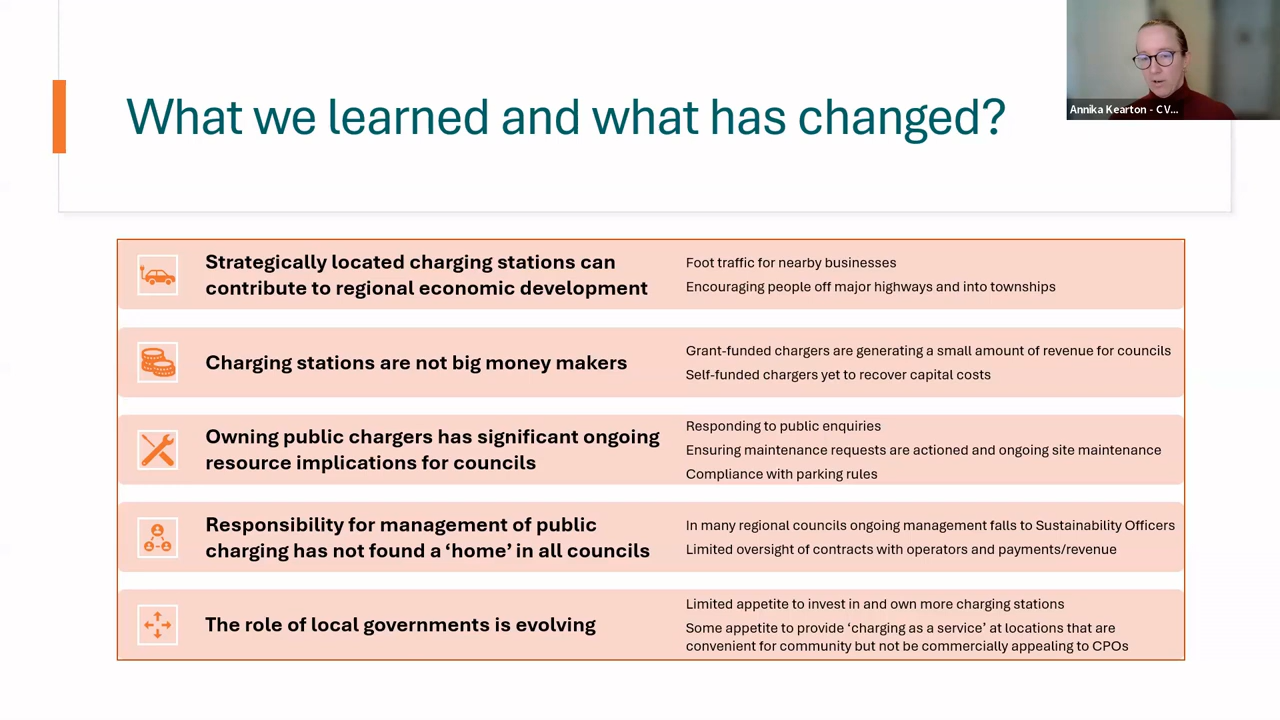 What we learned and what has changed?
Annika Kearton - CV...
Strategically located charging stations can
contribute to regional economic development
Foot traffic for nearby businesses
Encouraging people off major highways and into townships
Charging stations are not big money makers
Grant-funded chargers are generating a small amount of revenue for councils
Self-funded chargers yet to recover capital costs
Owning public chargers has significant ongoing
resource implications for councils
Responding to public enquiries
Ensuring maintenance requests are actioned and ongoing site maintenance
Compliance with parking rules
Responsibility for management of public
charging has not found a ‘home’ in all councils
In many regional councils ongoing management falls to Sustainability Officers
Limited oversight of contracts with operators and payments/revenue
The role of local governments is evolving
Limited appetite to invest in and own more charging stations
Some appetite to provide ‘charging as a service’ at locations that are
convenient for community but not be commercially appealing to CPOs